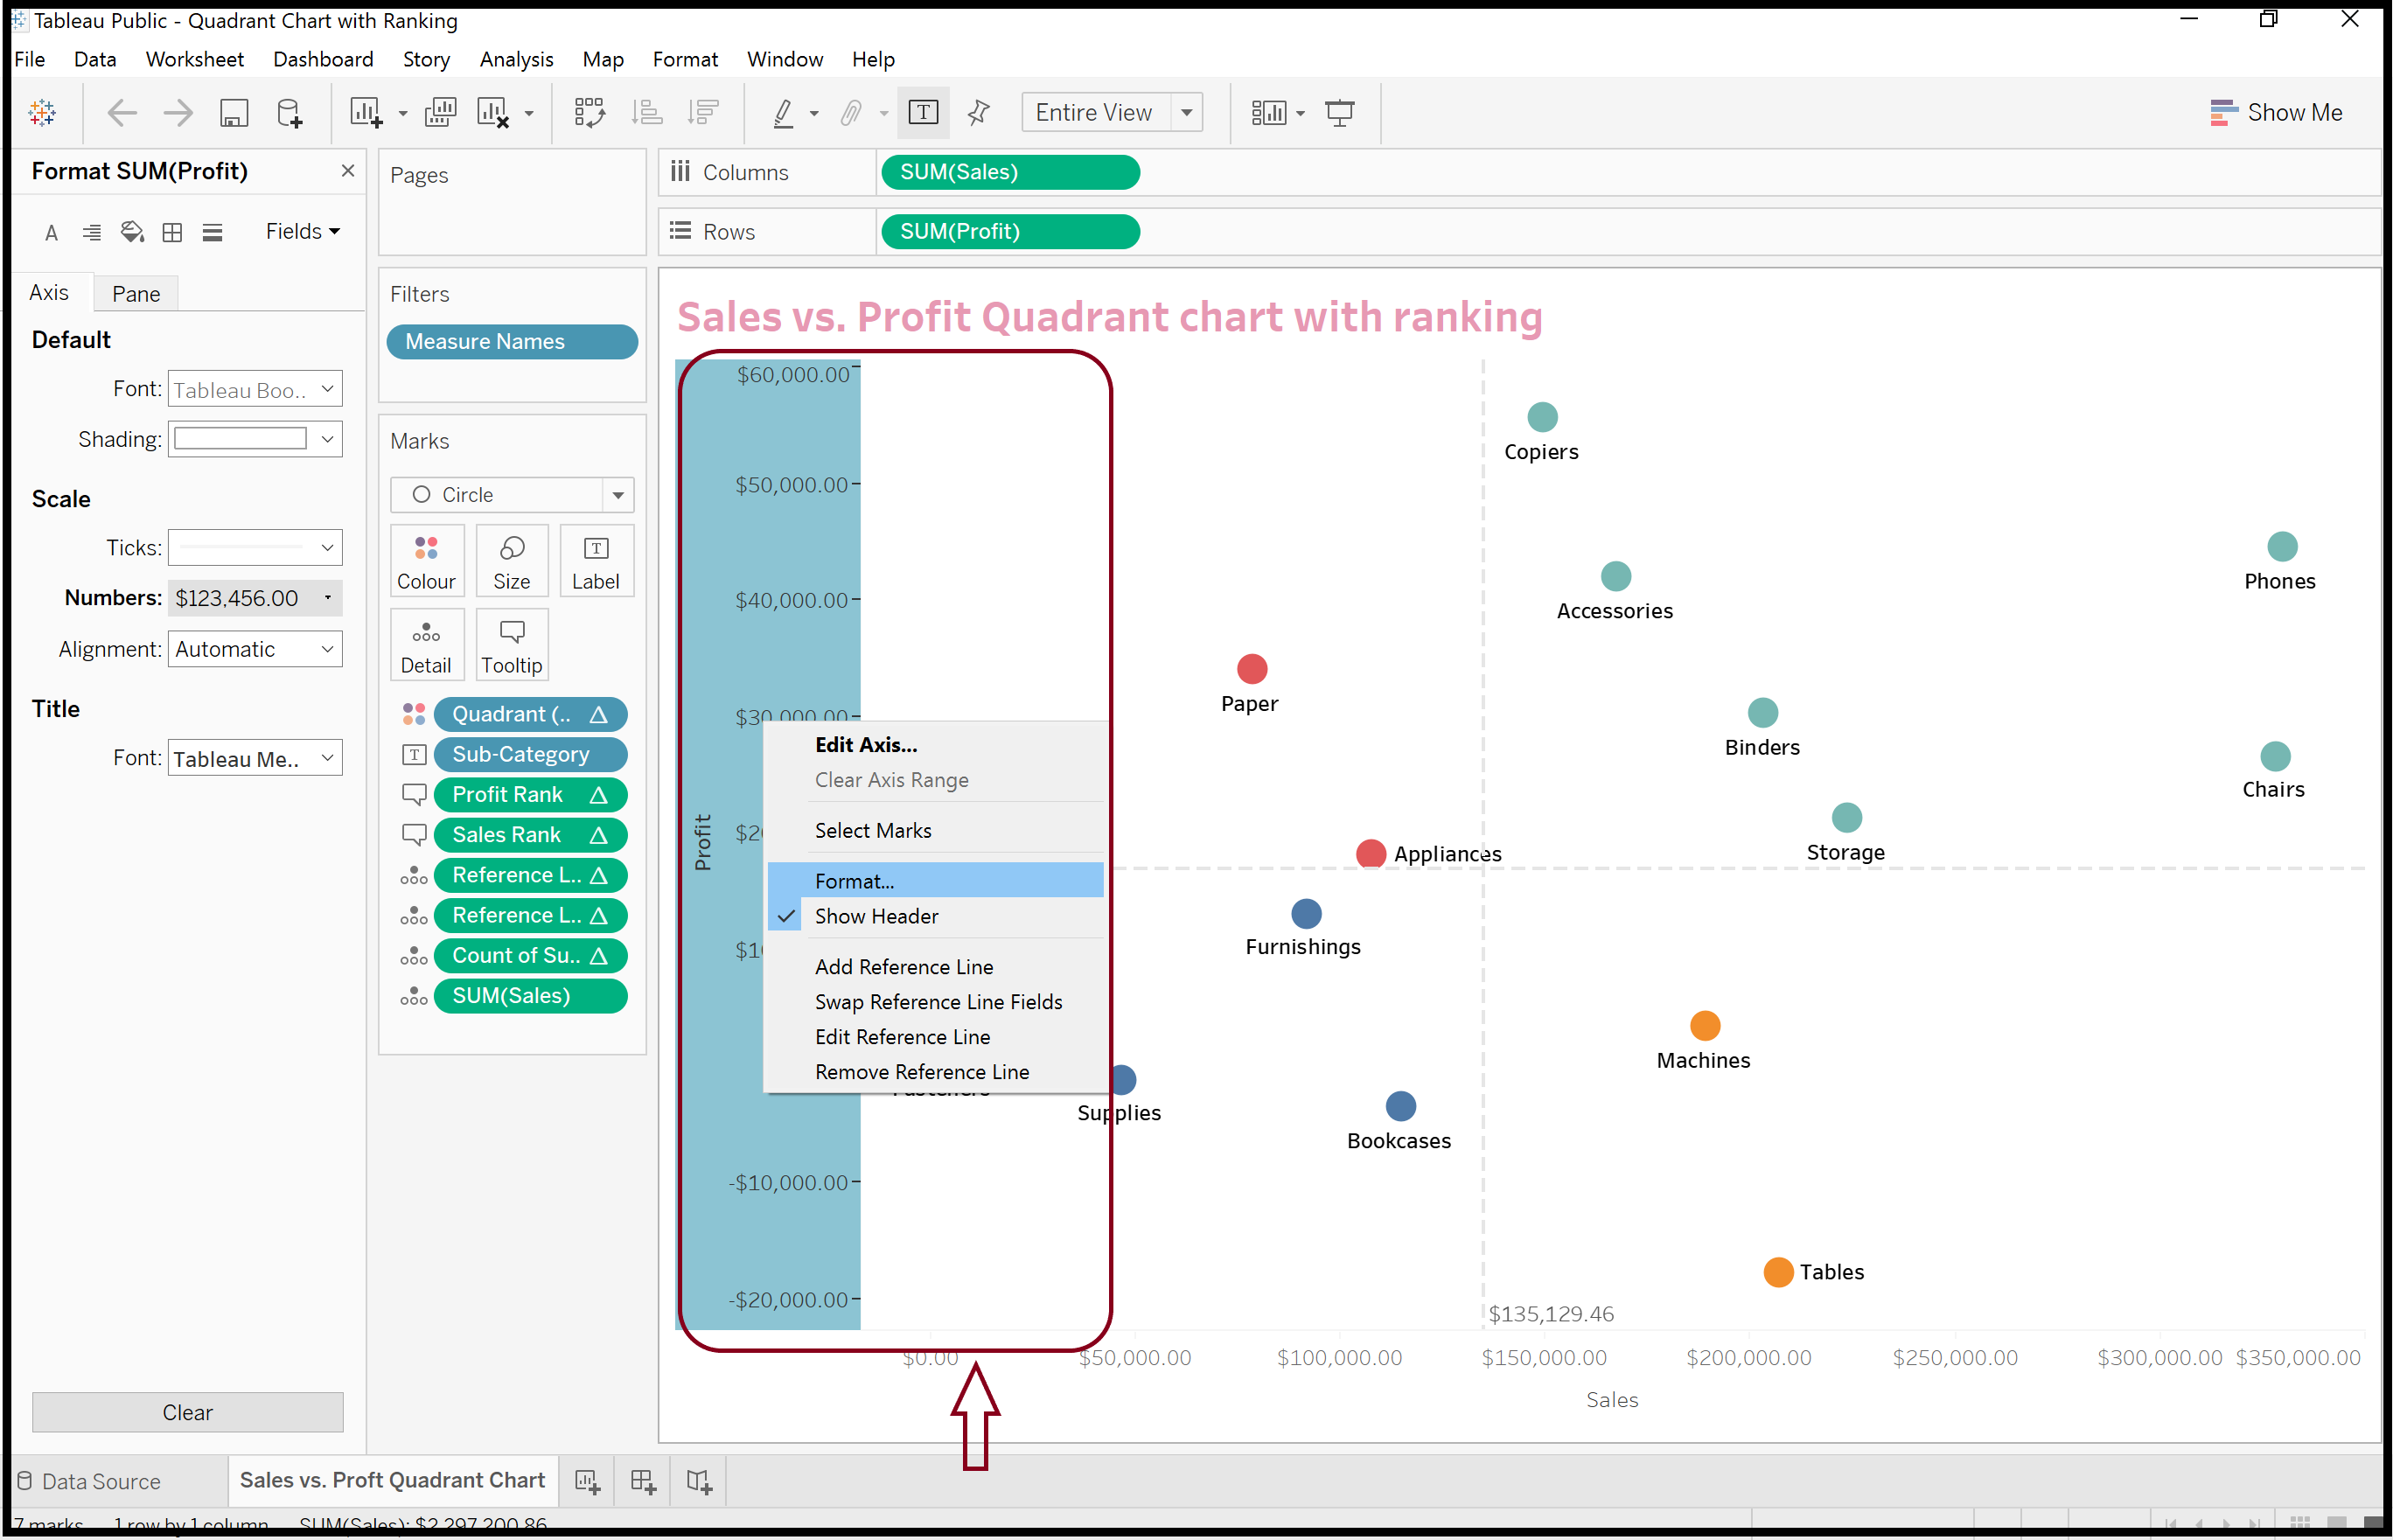 Tableau Public - Quadrant Chart with Ranking
File Data Worksheet Dashboard Story Analysis Map Format Window Help
Entire View
Show Me
Format SUM(Profit)
Fields
Axis Pane
Default
Font: Tableau Boo..
Shading:
Scale
Ticks:
Numbers: $123,456.00
Alignment: Automatic
Title
Font: Tableau Me..
Clear
Pages
Filters
Measure Names
Marks
Circle
Colour Size Label
Detail Tooltip
Quadrant (..
Sub-Category
Profit Rank
Sales Rank
Reference L..
Reference L..
Count of Su..
SUM(Sales)
Columns SUM(Sales)
Rows SUM(Profit)
Sales vs. Profit Quadrant chart with ranking
Profit
$60,000.00
$50,000.00
$40,000.00
$30,000.00
-$10,000.00
-$20,000.00
Edit Axis...
Clear Axis Range
Select Marks
Format...
Show Header
Add Reference Line
Swap Reference Line Fields
Edit Reference Line
Remove Reference Line
Copiers
Phones
Accessories
Paper
Binders
Chairs
Storage
Appliances
Furnishings
Machines
Fasteners
Supplies
Bookcases
Tables
$135,129.46
$0.00 $50,000.00 $100,000.00 $150,000.00 $200,000.00 $250,000.00 $300,000.00 $350,000.00
Sales
Data Source Sales vs. Proft Quadrant Chart
7 marks 1 row by 1 column SUM(Sales): $2,297,200.86